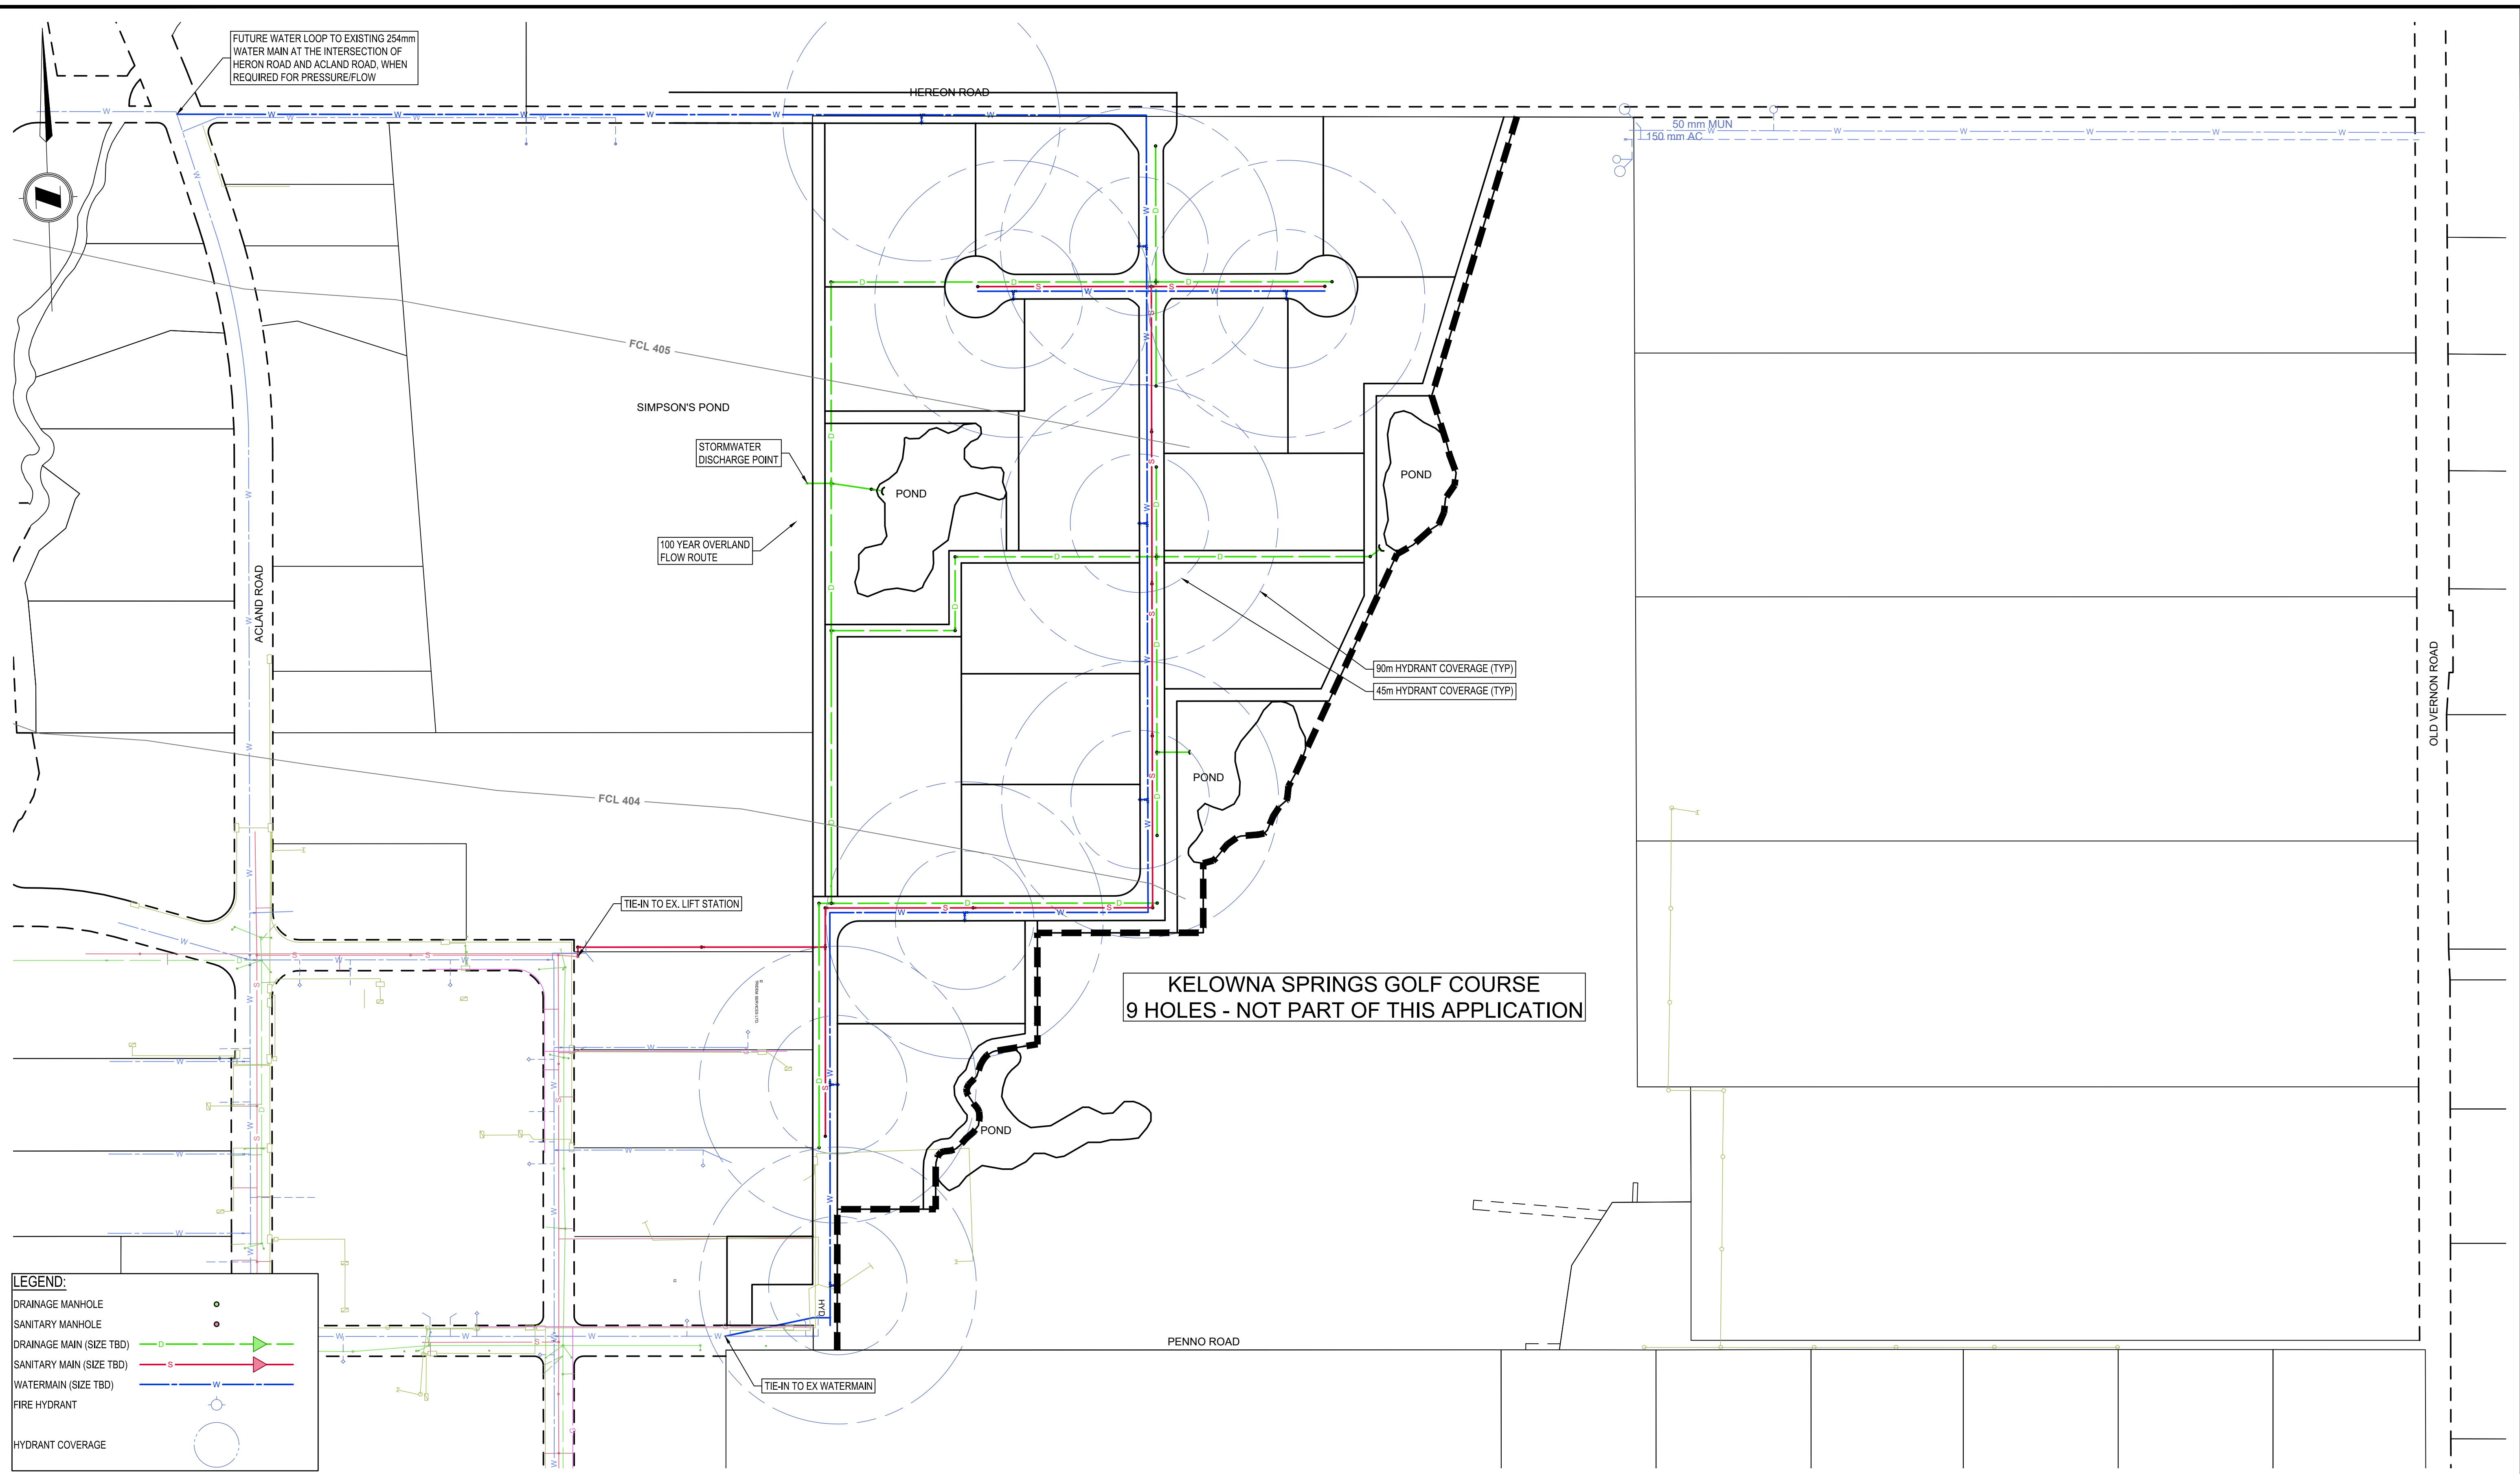 FUTURE WATER LOOP TO EXISTING 254mm
WATER MAIN AT THE INTERSECTION OF
HERON ROAD AND ACLAND ROAD, WHEN
REQUIRED FOR PRESSURE/FLOW
HEREON ROAD
50 mm MUN
150 mm AC
FCL 405
SIMPSON'S POND
STORMWATER
DISCHARGE POINT
POND
POND
100 YEAR OVERLAND
FLOW ROUTE
ACLAND ROAD
90m HYDRANT COVERAGE (TYP)
45m HYDRANT COVERAGE (TYP)
OLD VERNON ROAD
POND
FCL 404
TIE-IN TO EX. LIFT STATION
KELOWNA SPRINGS GOLF COURSE
9 HOLES - NOT PART OF THIS APPLICATION
POND
HYD
PENNO ROAD
TIE-IN TO EX WATERMAIN
LEGEND:
DRAINAGE MANHOLE
SANITARY MANHOLE
DRAINAGE MAIN (SIZE TBD) D
SANITARY MAIN (SIZE TBD) S
WATERMAIN (SIZE TBD) W
FIRE HYDRANT
HYDRANT COVERAGE